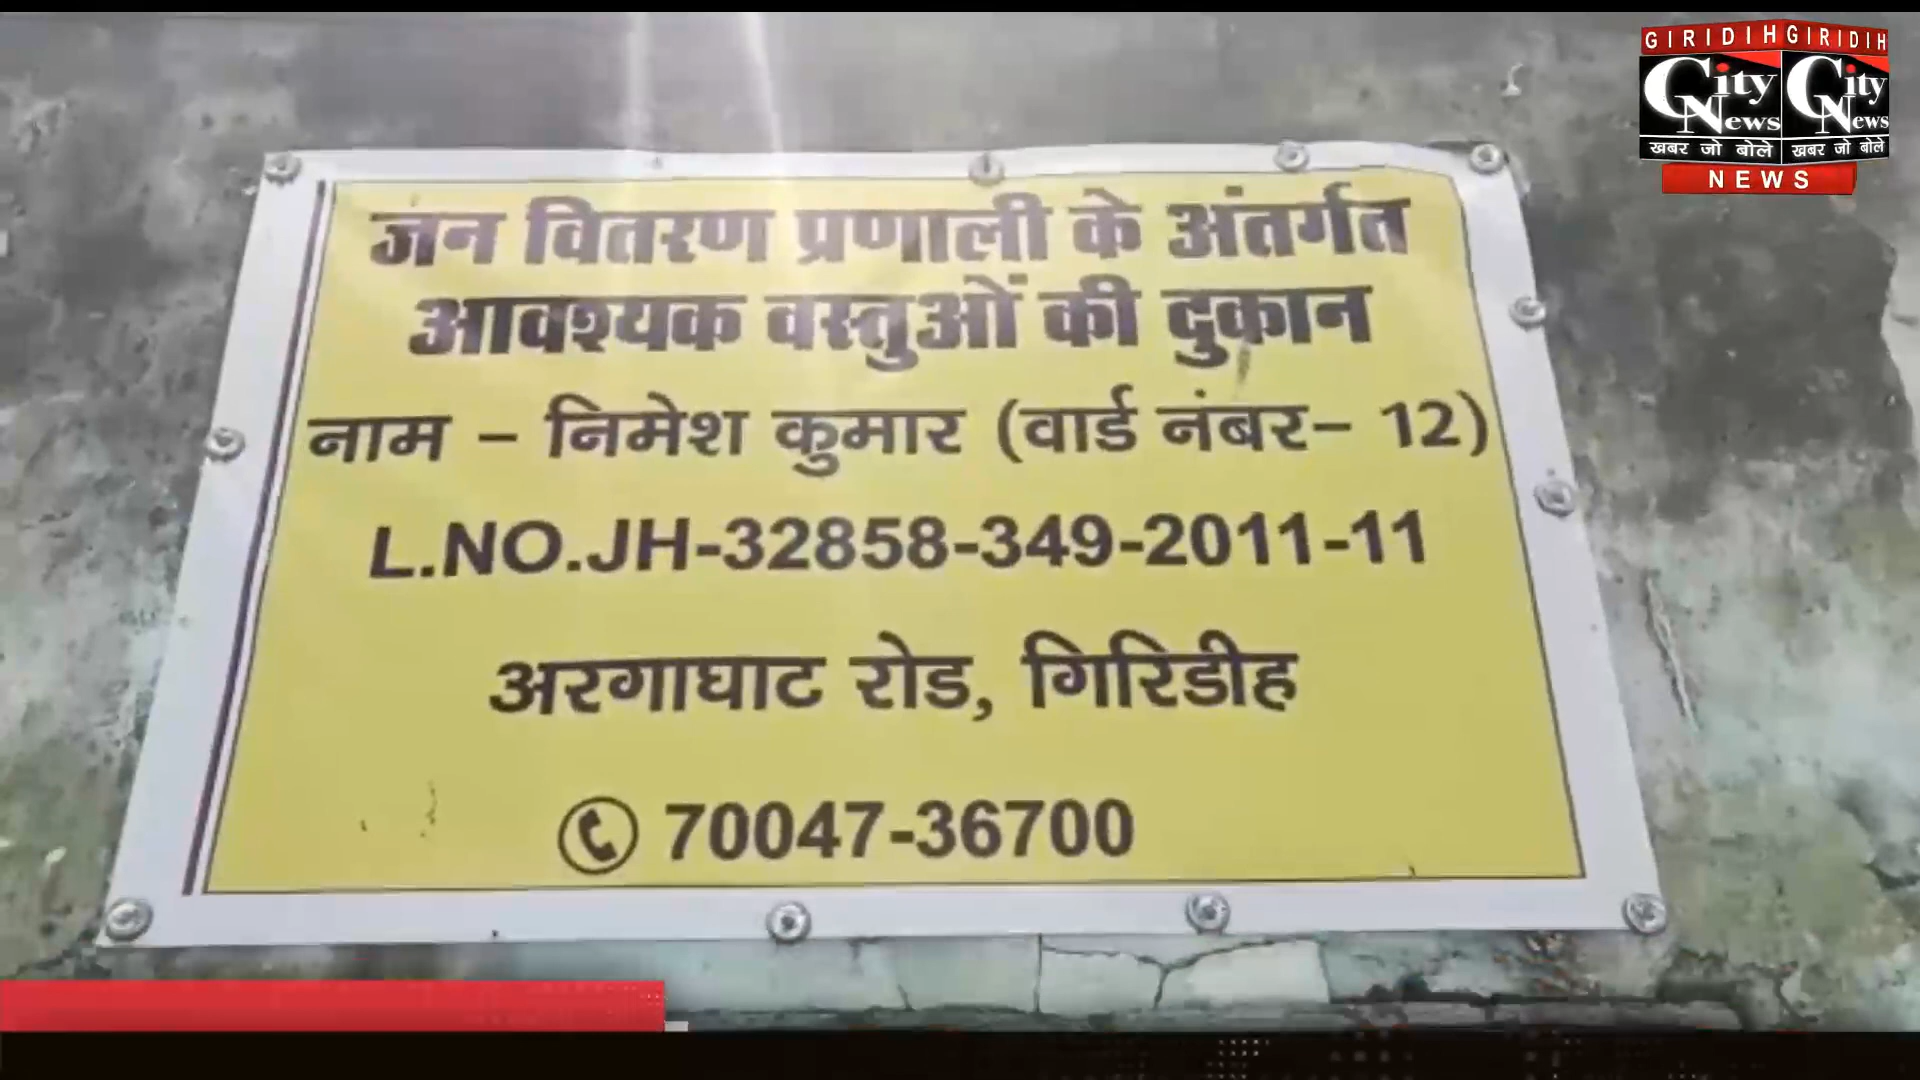 GIRIDIH GIRIDIH
City News City News
खबर जो बोले खबर जो बोले
NEWS
जन वितरण प्रणाली के अंतर्गत
आवश्यक वस्तुओं की दुकान
नाम - निमेश कुमार (वार्ड नंबर- 12)
L.NO.JH-32858-349-2011-11
अरगाघाट रोड, गिरिडीह
70047-36700